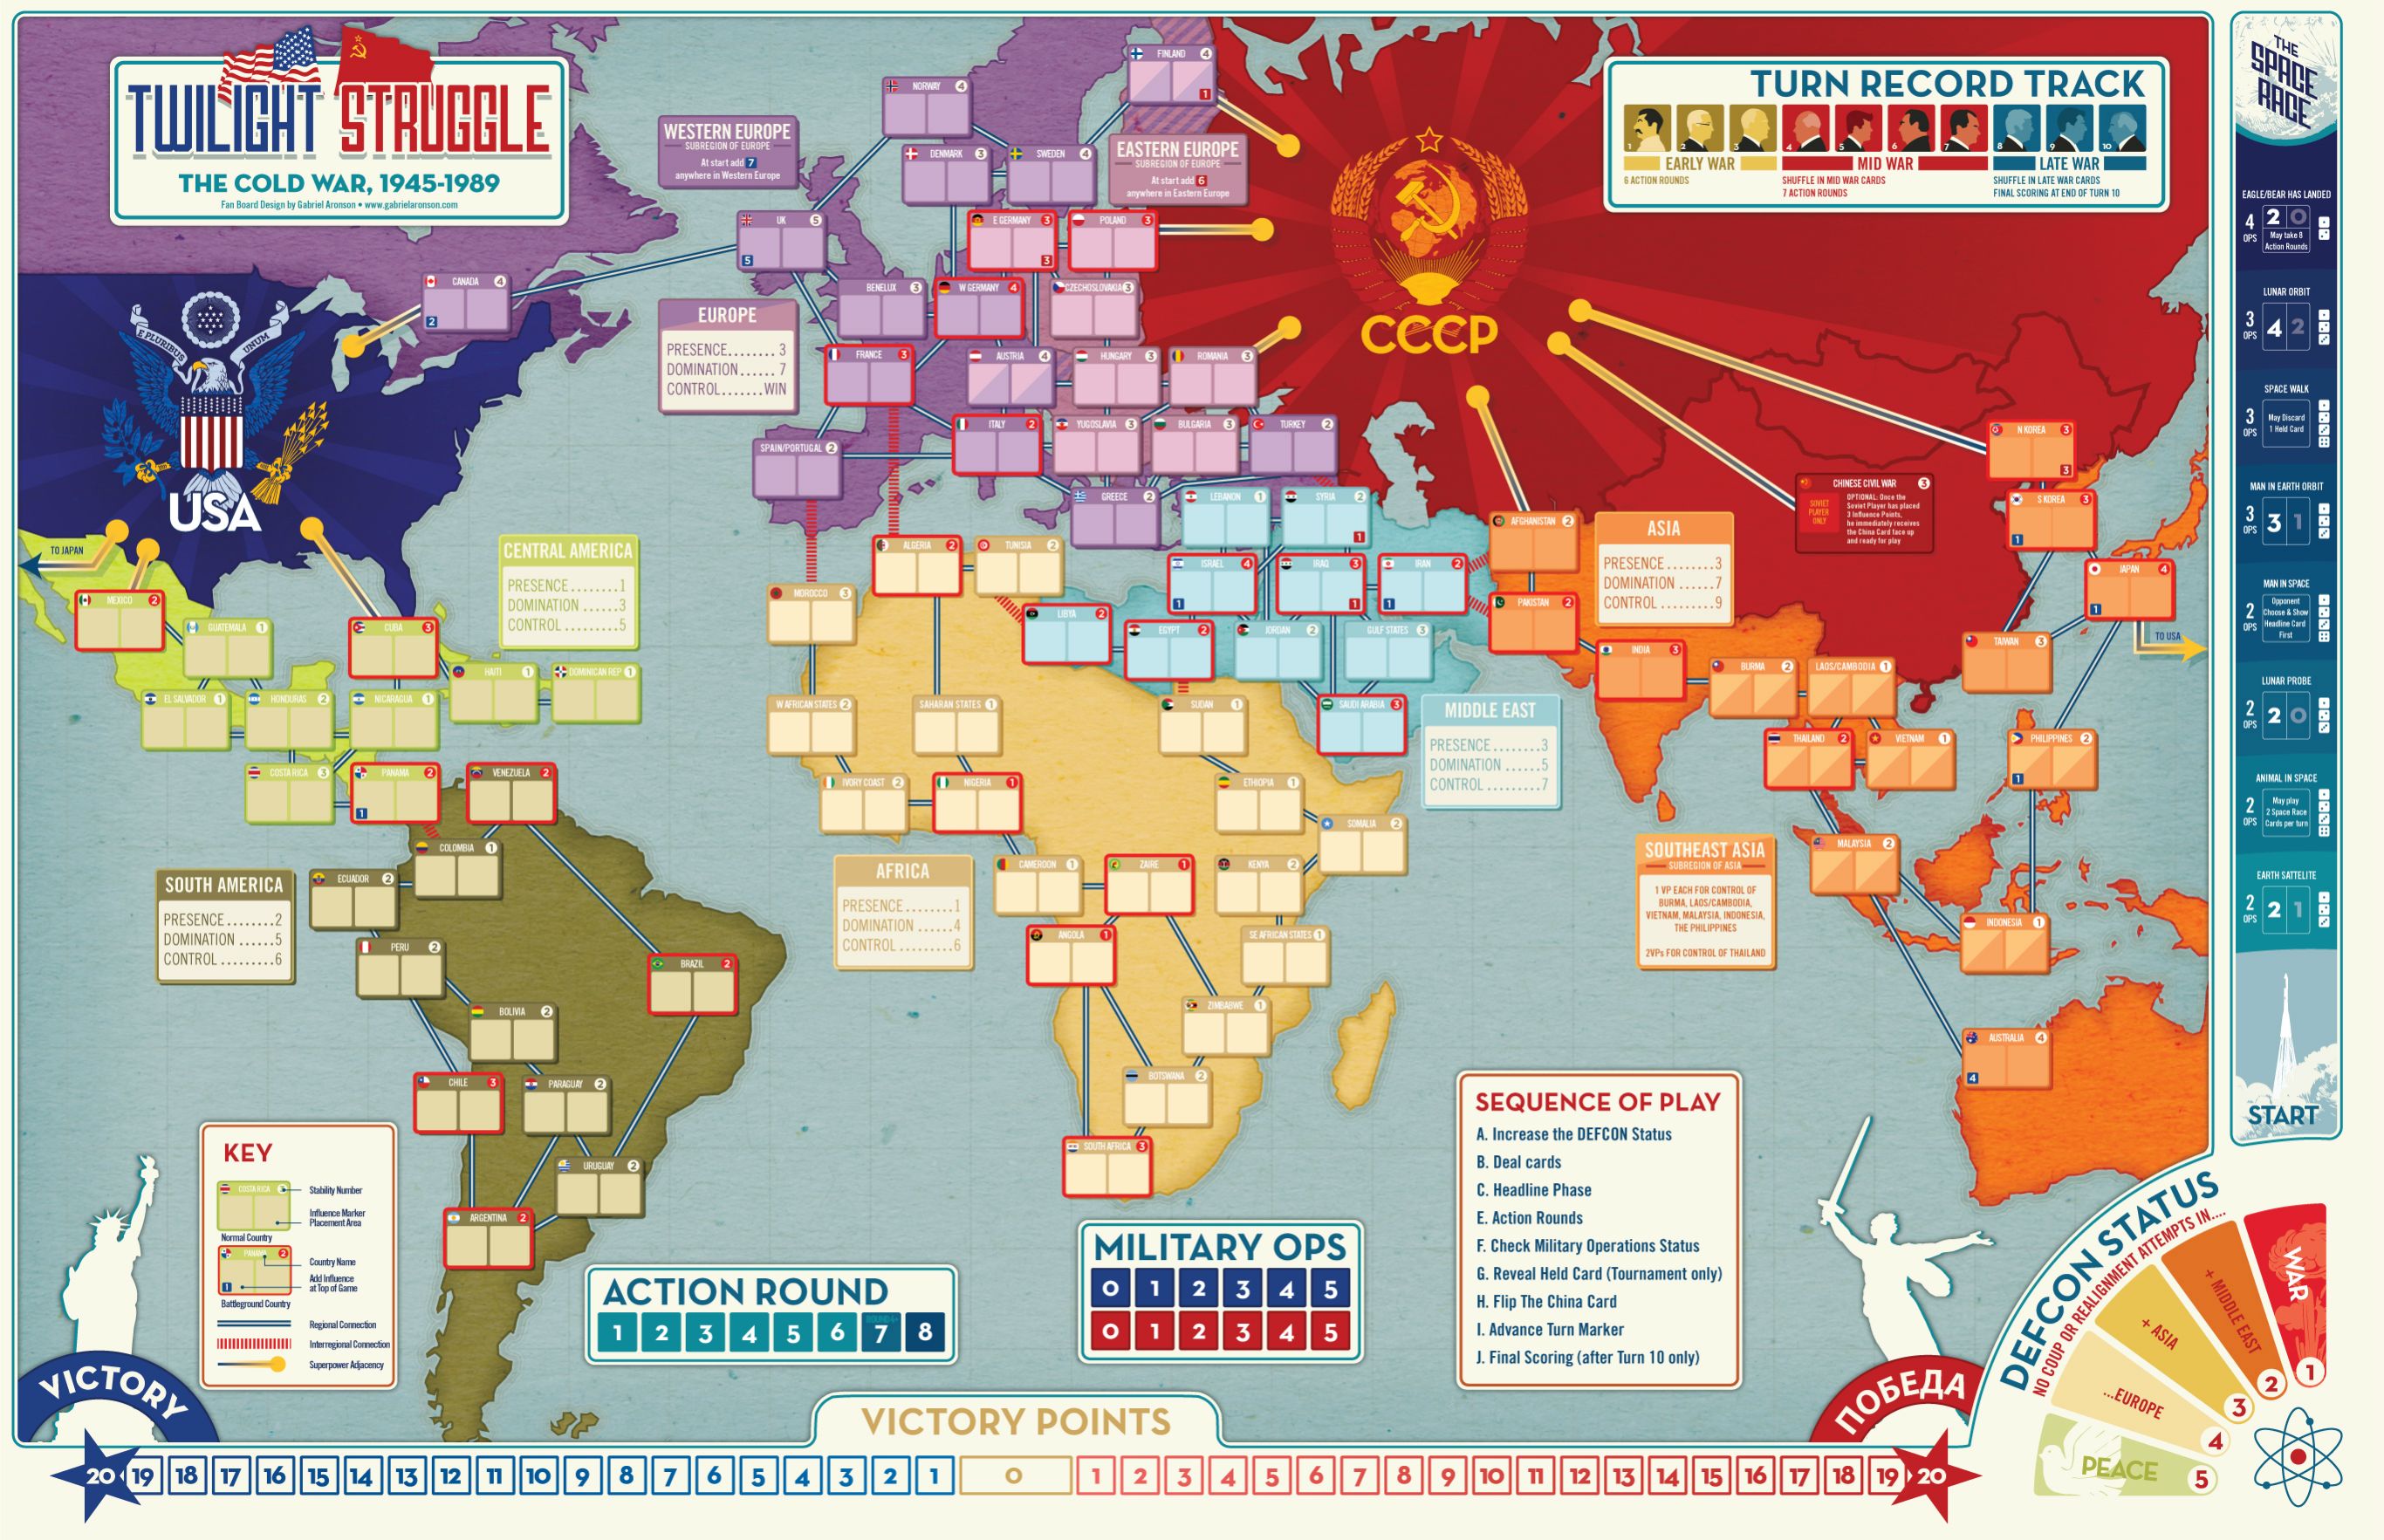 TWILIGHT STRUGGLE
THE COLD WAR, 1945-1989
Fan Board Design by Gabriel Aronson • www.gabrielaronson.com
E PLURIBUS UNUM
USA
TO JAPAN
CANADA 4
2
WESTERN EUROPE
SUBREGION OF EUROPE
At start add 7
anywhere in Western Europe
EASTERN EUROPE
SUBREGION OF EUROPE
At start add 6
anywhere in Eastern Europe
EUROPE
PRESENCE........ 3
DOMINATION...... 7
CONTROL.......WIN
FINLAND 4
1
NORWAY 4
DENMARK 3
SWEDEN 4
UK 5
5
E GERMANY 3
3
POLAND 3
BENELUX 3
W GERMANY 4
CZECHOSLOVAKIA 3
FRANCE 3
AUSTRIA 4
HUNGARY 3
ROMANIA 3
SPAIN/PORTUGAL 2
ITALY 2
YUGOSLAVIA 3
BULGARIA 3
TURKEY 2
GREECE 2
LEBANON 1
SYRIA 2
1
ISRAEL 4
1
IRAQ 3
1
IRAN 2
1
LIBYA 2
EGYPT 2
JORDAN 2
GULF STATES 3
SAUDI ARABIA 3
MIDDLE EAST
PRESENCE........3
DOMINATION ......5
CONTROL .........7
CCCP
TURN RECORD TRACK
1 2 3 4 5 6 7 8 9 10
EARLY WAR
6 ACTION ROUNDS
MID WAR
SHUFFLE IN MID WAR CARDS
7 ACTION ROUNDS
LATE WAR
SHUFFLE IN LATE WAR CARDS
FINAL SCORING AT END OF TURN 10
CHINESE CIVIL WAR 3
SOVIET
PLAYER
ONLY
OPTIONAL: Once the
Soviet Player has placed
3 Influence Points,
he immediately receives
the China Card face up
and ready for play
AFGHANISTAN 2
PAKISTAN 2
ASIA
PRESENCE........3
DOMINATION ......7
CONTROL .........9
N KOREA 3
3
S KOREA 3
1
JAPAN 4
1
TO USA
TAIWAN 3
INDIA 3
BURMA 2
LAOS/CAMBODIA 1
THAILAND 2
VIETNAM 1
PHILIPPINES 2
1
MALAYSIA 2
INDONESIA 1
AUSTRALIA 4
4
SOUTHEAST ASIA
SUBREGION OF ASIA
1 VP EACH FOR CONTROL OF
BURMA, LAOS/CAMBODIA,
VIETNAM, MALAYSIA, INDONESIA,
THE PHILIPPINES
2VPs FOR CONTROL OF THAILAND
CENTRAL AMERICA
PRESENCE........1
DOMINATION ......3
CONTROL .........5
MEXICO 2
GUATEMALA 1
CUBA 3
HAITI 1
DOMINICAN REP 1
EL SALVADOR 1
HONDURAS 2
NICARAGUA 1
COSTA RICA 3
PANAMA 2
1
VENEZUELA 2
COLOMBIA 1
ECUADOR 2
PERU 2
BRAZIL 2
BOLIVIA 2
CHILE 3
PARAGUAY 2
URUGUAY 2
ARGENTINA 2
SOUTH AMERICA
PRESENCE........2
DOMINATION ......5
CONTROL .........6
ALGERIA 2
TUNISIA 2
MOROCCO 3
W AFRICAN STATES 2
SAHARAN STATES 1
SUDAN 1
IVORY COAST 2
NIGERIA 1
ETHIOPIA 1
SOMALIA 2
CAMEROON 1
ZAIRE 1
KENYA 2
ANGOLA 1
SE AFRICAN STATES 1
ZIMBABWE 1
BOTSWANA 2
SOUTH AFRICA 3
AFRICA
PRESENCE........1
DOMINATION ......4
CONTROL .........6
KEY
COSTA RICA
Stability Number
Influence Marker
Placement Area
Normal Country
PANAMA 2
1
Country Name
Add Influence
at Top of Game
Battleground Country
Regional Connection
Interregional Connection
Superpower Adjacency
ACTION ROUND
1 2 3 4 5 6 7 8
MILITARY OPS
0 1 2 3 4 5
0 1 2 3 4 5
SEQUENCE OF PLAY
A. Increase the DEFCON Status
B. Deal cards
C. Headline Phase
E. Action Rounds
F. Check Military Operations Status
G. Reveal Held Card (Tournament only)
H. Flip The China Card
I. Advance Turn Marker
J. Final Scoring (after Turn 10 only)
THE
SPACE
RACE
EAGLE/BEAR HAS LANDED
4 OPS
2 0
May take 8
Action Rounds
LUNAR ORBIT
3 OPS
4 2
SPACE WALK
3 OPS
May Discard
1 Held Card
MAN IN EARTH ORBIT
3 OPS
3 1
MAN IN SPACE
2 OPS
Opponent
Choose & Show
Headline Card
First
LUNAR PROBE
2 OPS
2 0
ANIMAL IN SPACE
2 OPS
May play
2 Space Race
Cards per turn
EARTH SATTELITE
2 OPS
2 1
START
DEFCON STATUS
NO COUP OR REALIGNMENT ATTEMPTS IN....
WAR 1
+ MIDDLE EAST 2
+ ASIA 3
...EUROPE 4
PEACE 5
VICTORY
ПОБЕДА
VICTORY POINTS
20 19 18 17 16 15 14 13 12 11 10 9 8 7 6 5 4 3 2 1 0 1 2 3 4 5 6 7 8 9 10 11 12 13 14 15 16 17 18 19 20